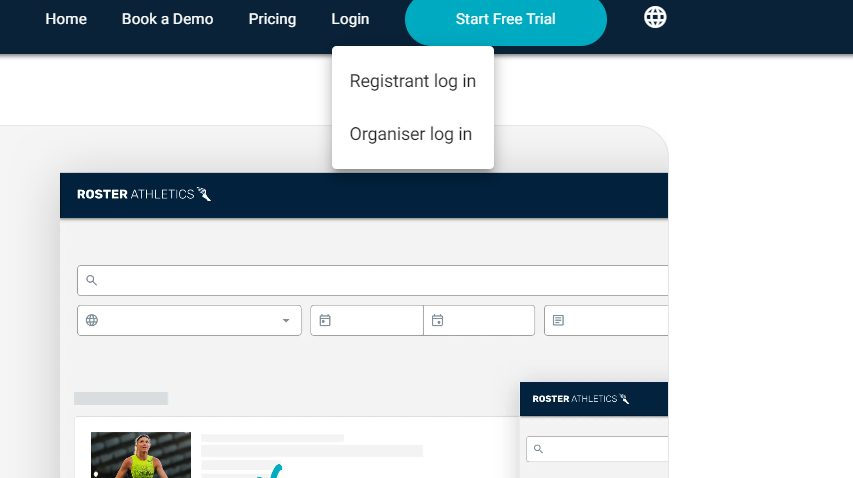 Home Book a Demo Pricing Login Start Free Trial
Registrant log in
Organiser log in
ROSTER ATHLETICS
ROSTER ATHLETICS